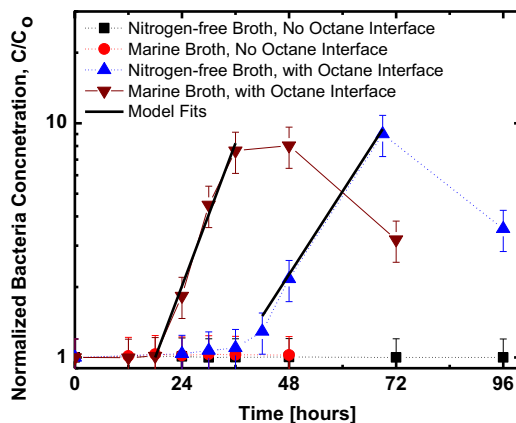 Nitrogen-free Broth, No Octane Interface
Marine Broth, No Octane Interface
Nitrogen-free Broth, with Octane Interface
Marine Broth, with Octane Interface
Model Fits
Normalized Bacteria Concnetration, C/Co
10
1
0 24 48 72 96
Time [hours]